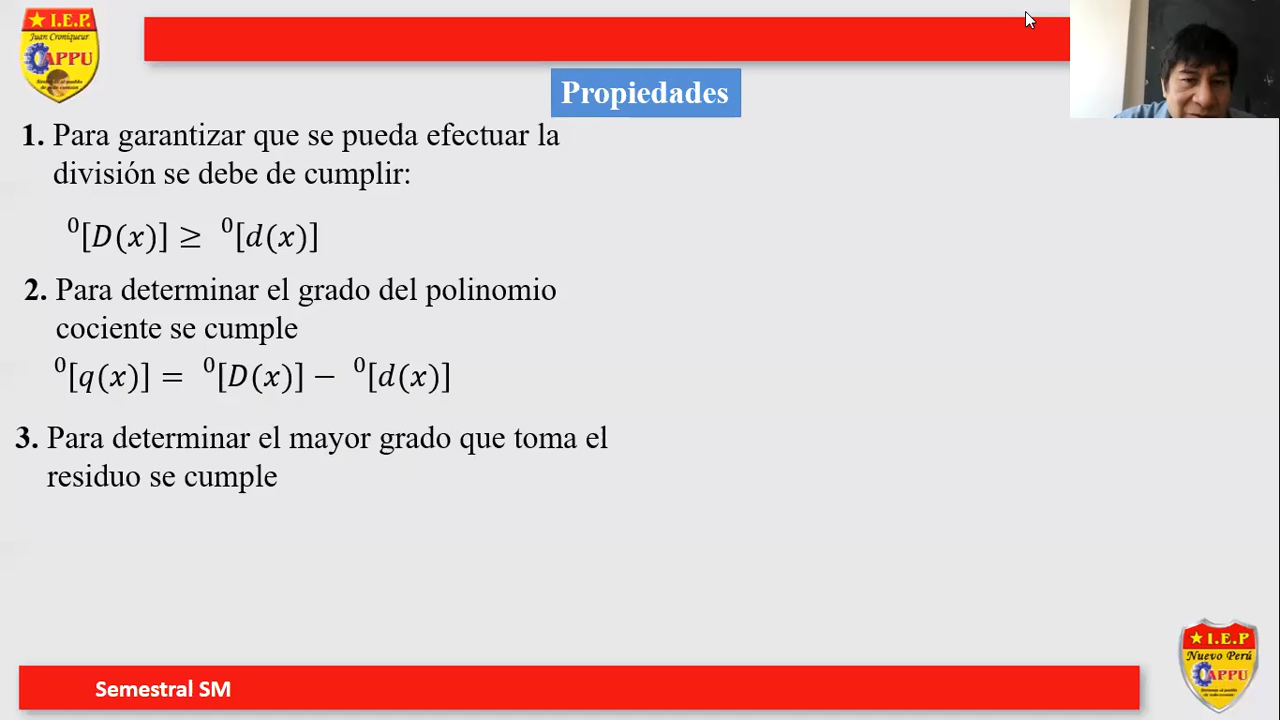 ★ I.E.P.
Juan Croniqueur
APPU
Propiedades
1. Para garantizar que se pueda efectuar la
división se debe de cumplir:
⁰[D(x)] ≥ ⁰[d(x)]
2. Para determinar el grado del polinomio
cociente se cumple
⁰[q(x)] = ⁰[D(x)] − ⁰[d(x)]
3. Para determinar el mayor grado que toma el
residuo se cumple
Semestral SM
★ I.E.P
Nuevo Perú
APPU